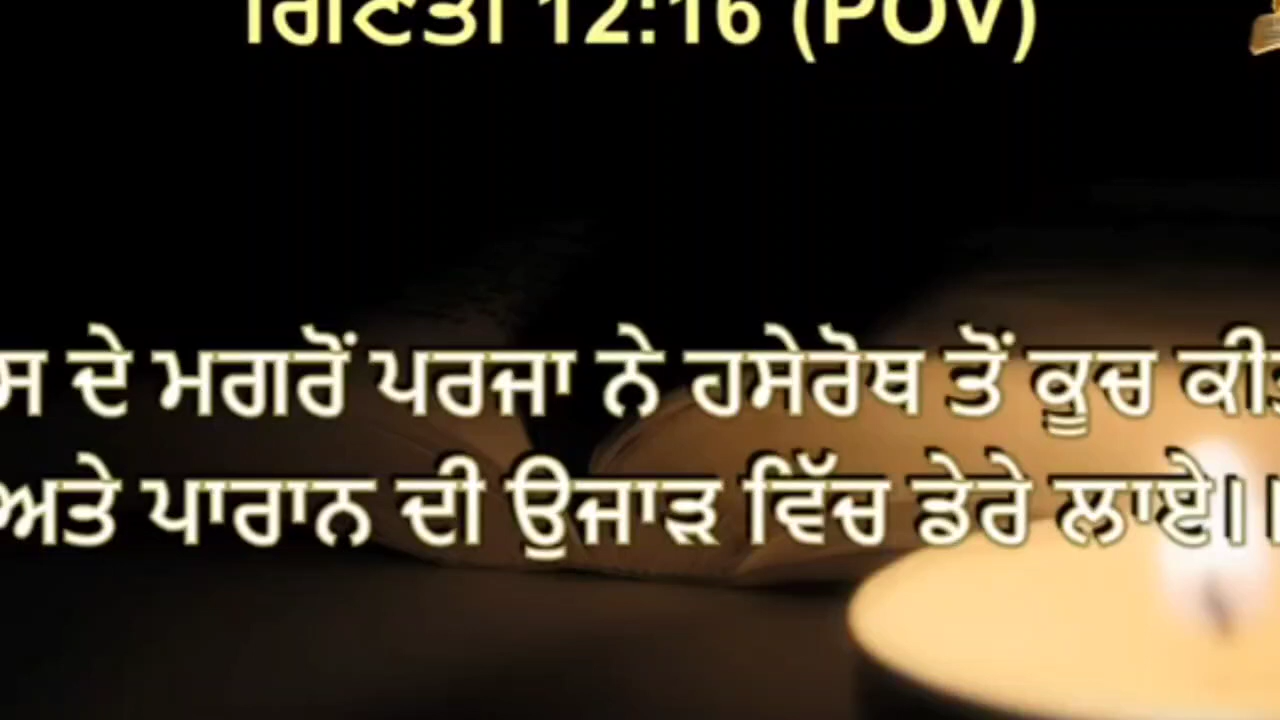 ਗਿਣਤੀ 12:16 (POV)
ਸ ਦੇ ਮਗਰੋਂ ਪਰਜਾ ਨੇ ਹਸੇਰੋਥ ਤੋਂ ਕੂਚ
ਅਤੇ ਪਾਰਾਨ ਦੀ ਉਜਾੜ ਵਿੱਚ ਡੇਰੇ ਲਾਏ।।